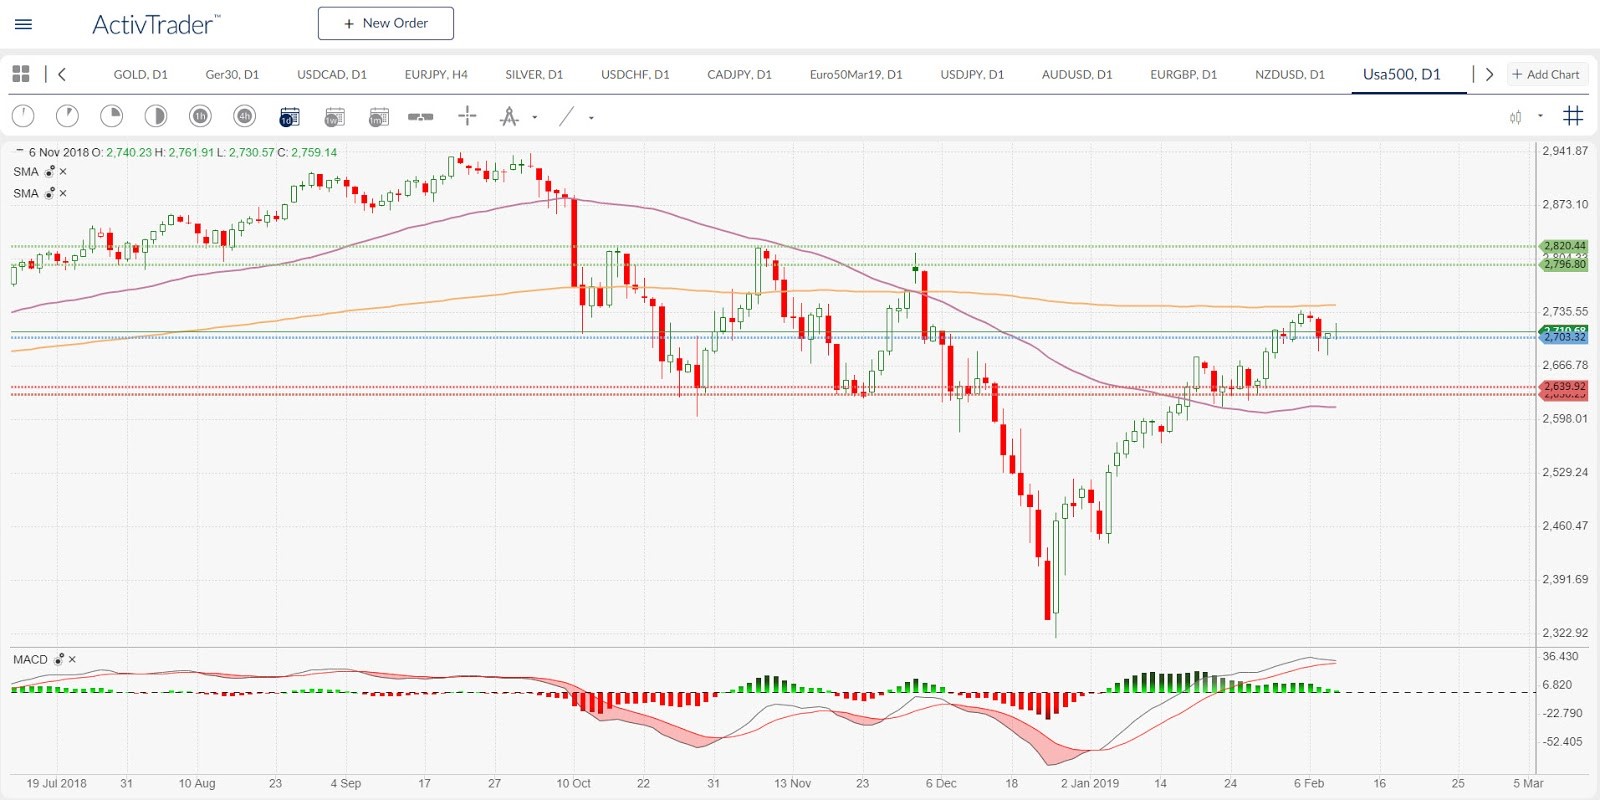 ActivTrader™
+ New Order
GOLD, D1 Ger30, D1 USDCAD, D1 EURJPY, H4 SILVER, D1 USDCHF, D1 CADJPY, D1 Euro50Mar19, D1 USDJPY, D1 AUDUSD, D1 EURGBP, D1 NZDUSD, D1 Usa500, D1 + Add Chart
1h 4h 1d 1w 1m
6 Nov 2018 O: 2,740.23 H: 2,761.91 L: 2,730.57 C: 2,759.14
SMA
SMA
2,941.87
2,873.10
2,820.44
2,796.80
2,735.55
2,703.32
2,666.78
2,639.92
2,598.01
2,529.24
2,460.47
2,391.69
2,322.92
MACD
36.430
6.820
-22.790
-52.405
19 Jul 2018 31 10 Aug 23 4 Sep 17 27 10 Oct 22 31 13 Nov 23 6 Dec 18 2 Jan 2019 14 24 6 Feb 16 25 5 Mar